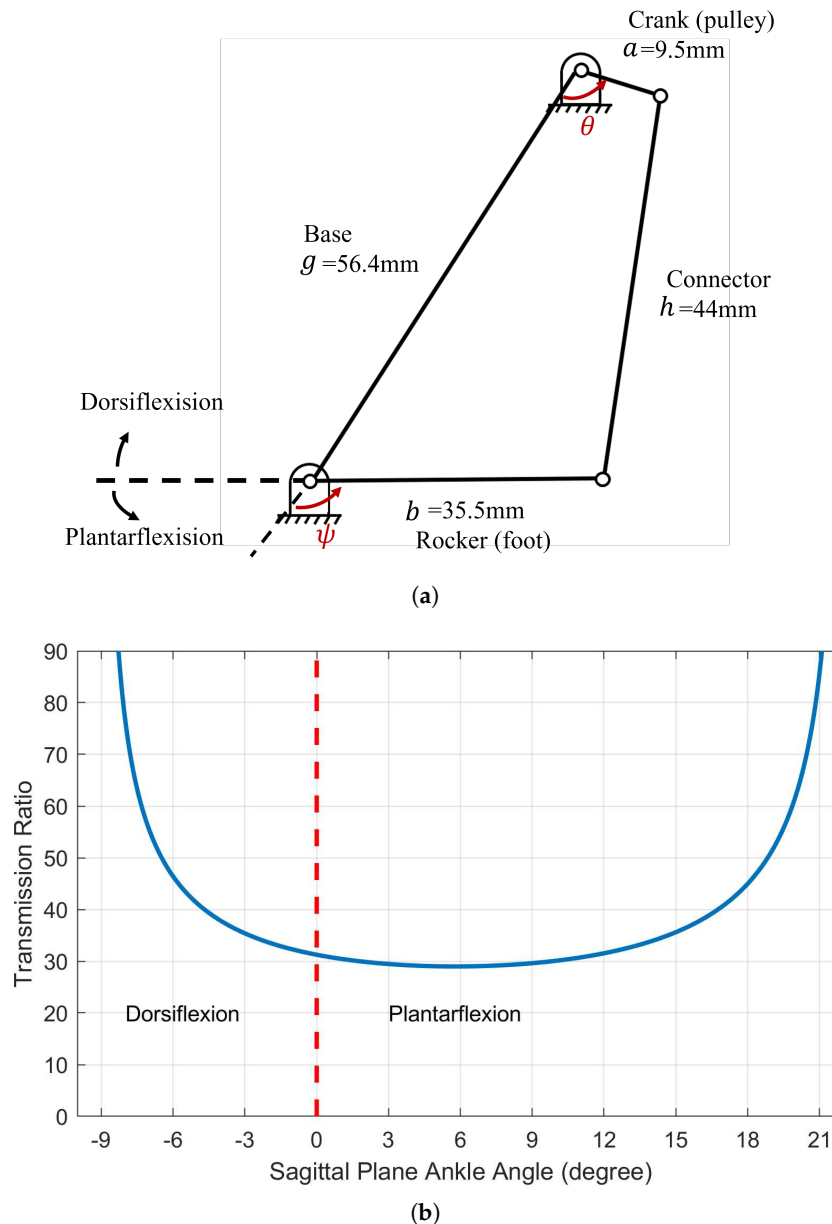 Crank (pulley)
a=9.5mm
θ
Base
g=56.4mm
Connector
h=44mm
Dorsiflexision
Plantarflexision
ψ
b=35.5mm
Rocker (foot)
(a)
90
80
70
60
50
40
30
20
10
0
Transmission Ratio
Dorsiflexion
Plantarflexion
-9 -6 -3 0 3 6 9 12 15 18 21
Sagittal Plane Ankle Angle (degree)
(b)